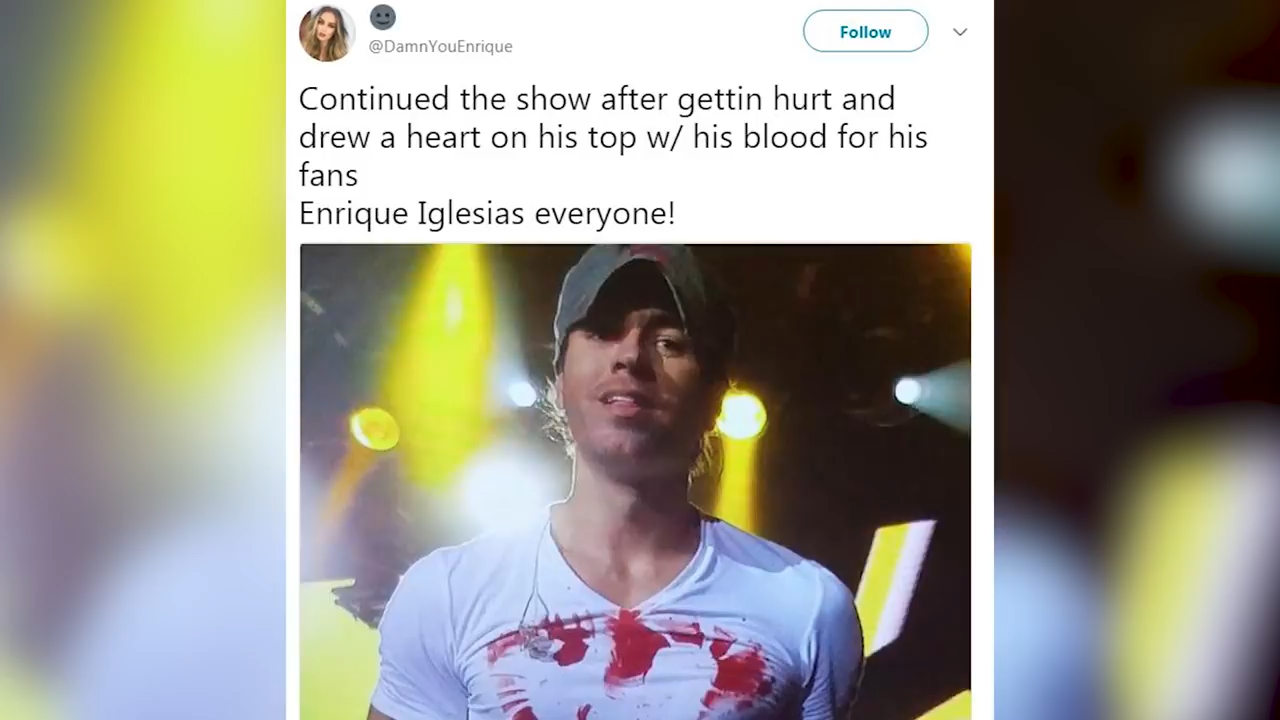 @DamnYouEnrique
Follow
Continued the show after gettin hurt and
drew a heart on his top w/ his blood for his
fans
Enrique Iglesias everyone!